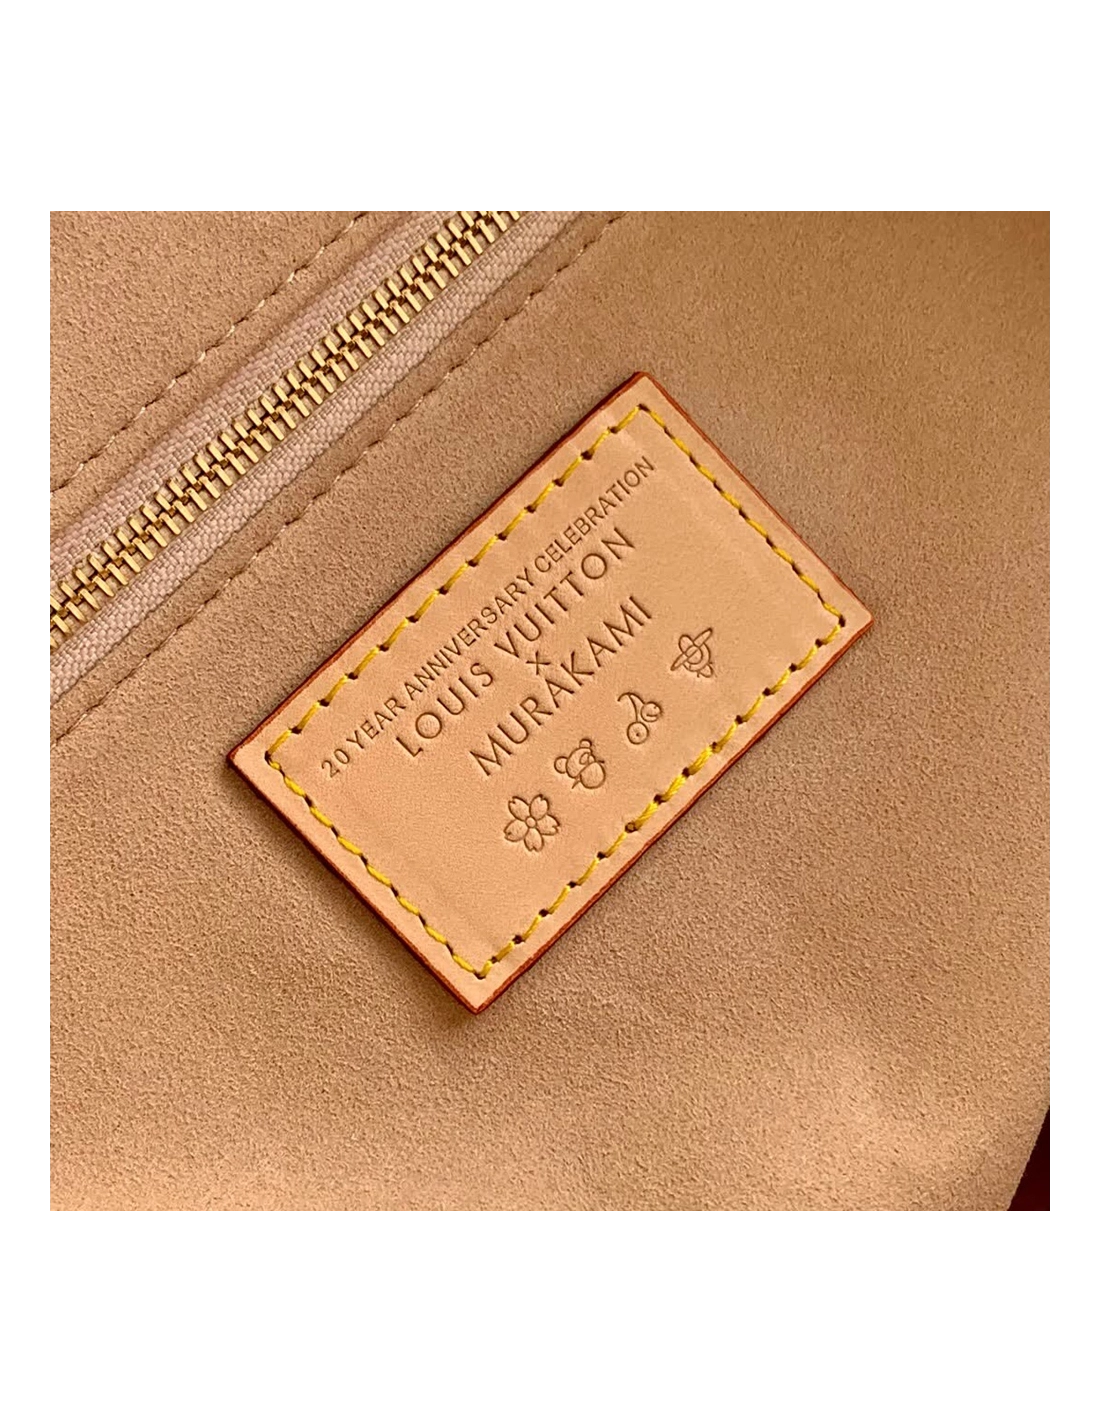 20 YEAR ANNIVERSARY CELEBRATION
LOUIS VUITTON
×
MURAKAMI